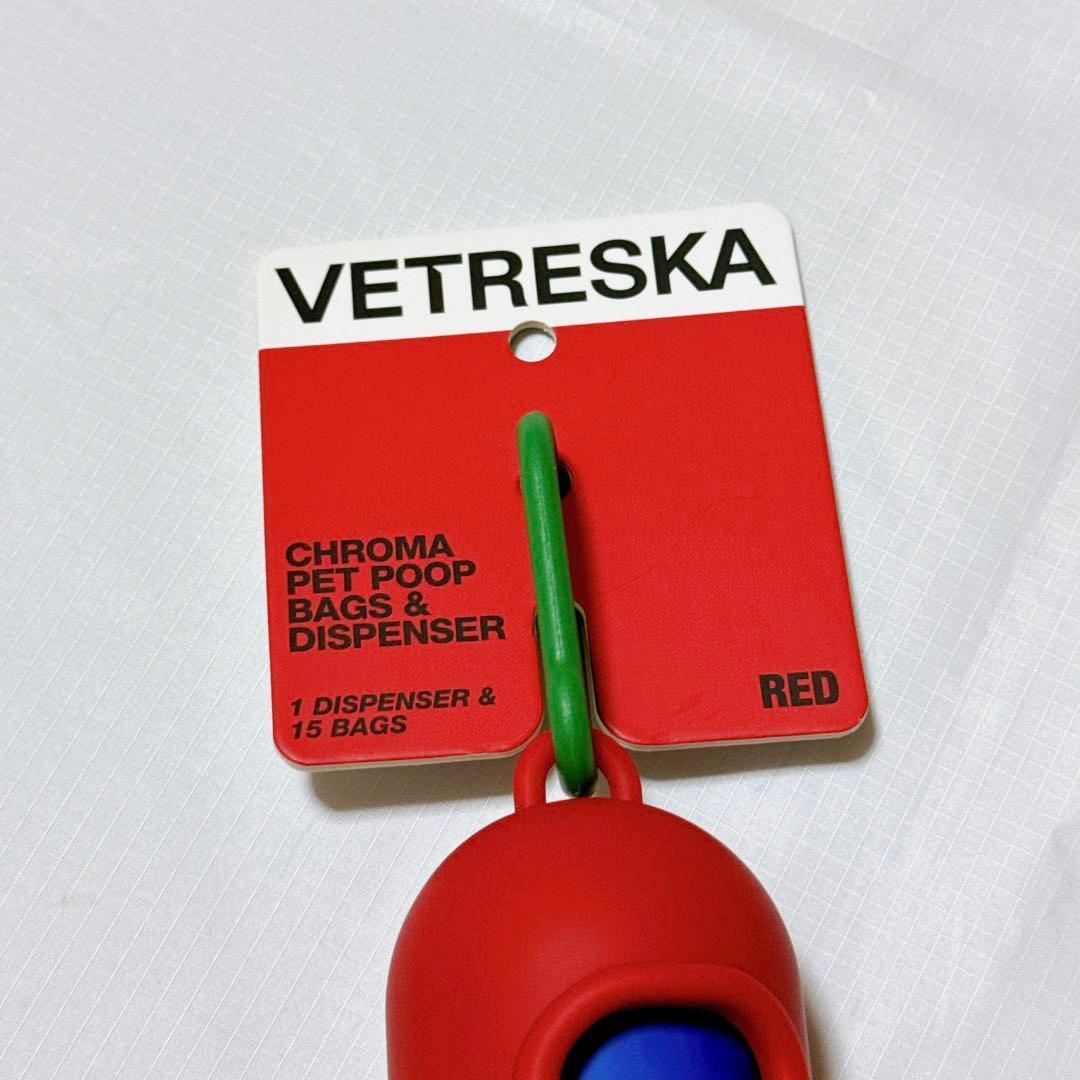 VETRESKA
CHROMA
PET POOP
BAGS &
DISPENSER
1 DISPENSER &
15 BAGS
RED